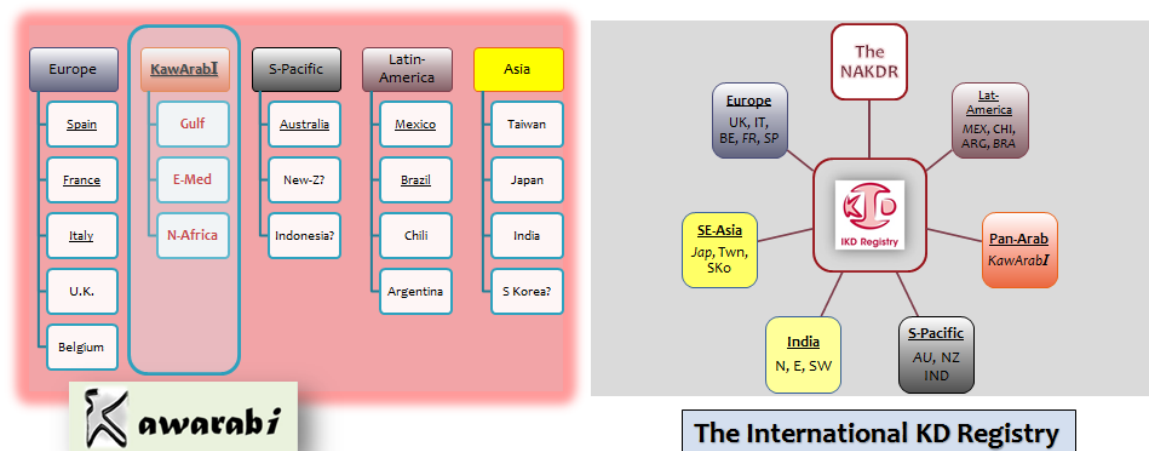 Europe
Spain
France
Italy
U.K.
Belgium
KawArabI
Gulf
E-Med
N-Africa
S-Pacific
Australia
New-Z?
Indonesia?
Latin-
America
Mexico
Brazil
Chili
Argentina
Asia
Taiwan
Japan
India
S Korea?
Kawarabi
The
NAKDR
Europe
UK, IT,
BE, FR, SP
Lat-
America
MEX, CHI,
ARG, BRA
KID
IKD Registry
SE-Asia
Jap, Twn,
SKo
Pan-Arab
KawArabI
India
N, E, SW
S-Pacific
AU, NZ
IND
The International KD Registry